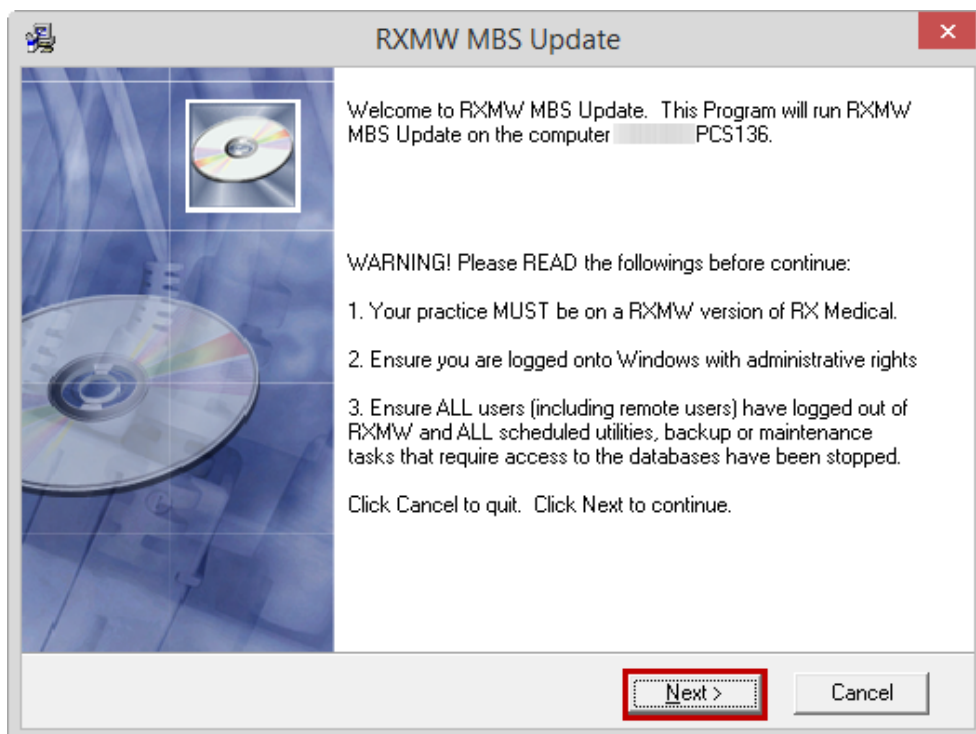 RXMW MBS Update
Welcome to RXMW MBS Update. This Program will run RXMW
MBS Update on the computer PCS136.
WARNING! Please READ the followings before continue:
1. Your practice MUST be on a RXMW version of RX Medical.
2. Ensure you are logged onto Windows with administrative rights
3. Ensure ALL users (including remote users) have logged out of
RXMW and ALL scheduled utilities, backup or maintenance
tasks that require access to the databases have been stopped.
Click Cancel to quit. Click Next to continue.
Next >
Cancel